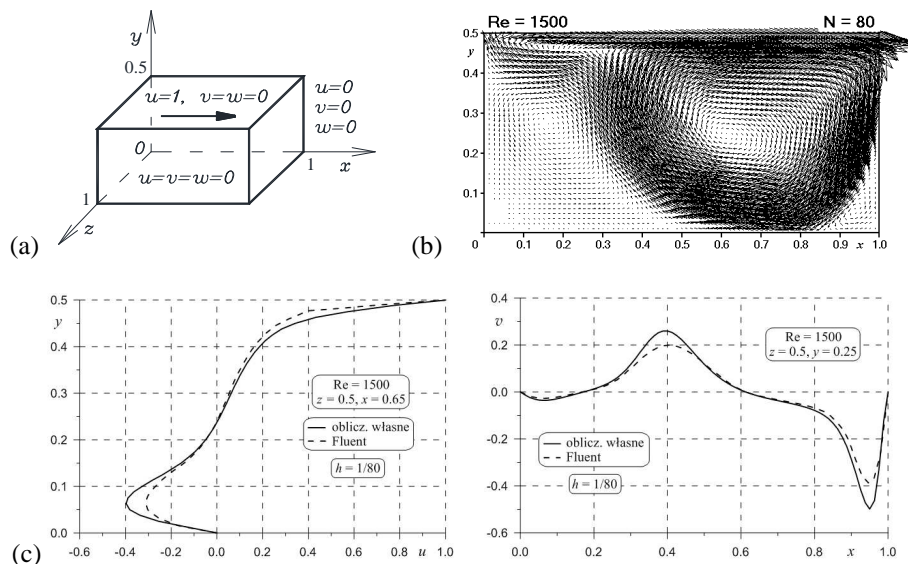 y
0.5
u=1, v=w=0
u=0
v=0
w=0
0
u=v=w=0
1
x
1
z
(a)
Re = 1500
N = 80
0.5
y
0.4
0.3
0.2
0.1
0
0.1
0.2
0.3
0.4
0.5
0.6
0.7
0.8
x
0.9
1.0
(b)
0.5
y
0.4
0.3
0.2
0.1
0.0
Re = 1500
z = 0.5, x = 0.65
oblicz. własne
Fluent
h = 1/80
-0.6
-0.4
-0.2
0.0
0.2
0.4
0.6
0.8
u
1.0
(c)
0.4
v
0.2
0.0
-0.2
-0.4
-0.6
Re = 1500
z = 0.5, y = 0.25
oblicz. własne
Fluent
h = 1/80
0.0
0.2
0.4
0.6
0.8
x
1.0